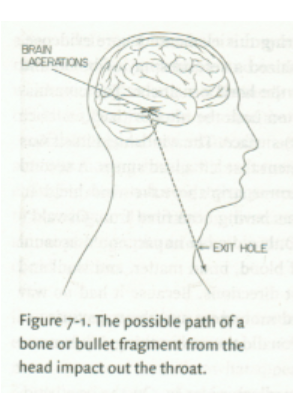 BRAIN
LACERATIONS
EXIT HOLE
Figure 7-1. The possible path of a
bone or bullet fragment from the
head impact out the throat.